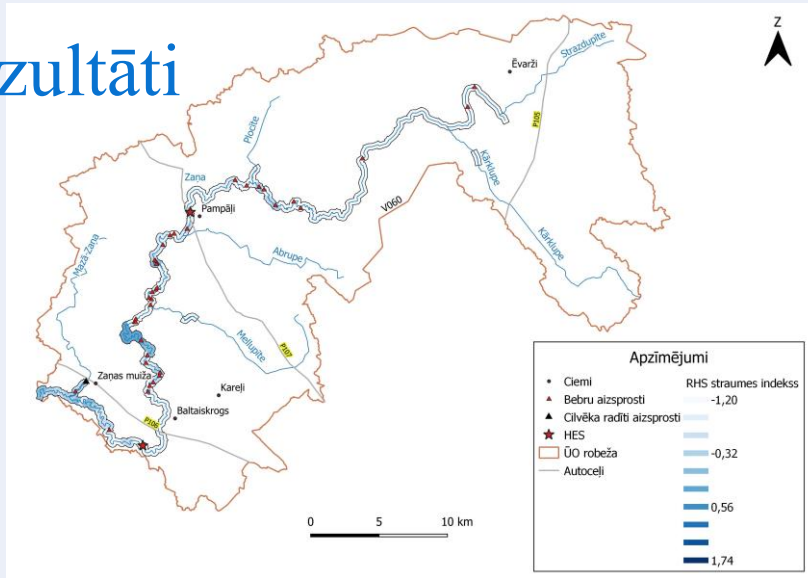 zultāti
Z
Ēvarži
Strazdupīte
Plocīte
P105
Kārklupe
Zaņa
Pampāļi
V060
Kārklupe
Mazā-Zaņa
Abrupe
Mellupīte
P107
Zaņas muiža
Kareļi
Baltaiskrogs
P106
0 5 10 km
Apzīmējumi
Ciemi
Bebru aizsprosti
Cilvēka radīti aizsprosti
HES
ŪO robeža
Autoceļi
RHS straumes indekss
-1,20
-0,32
0,56
1,74